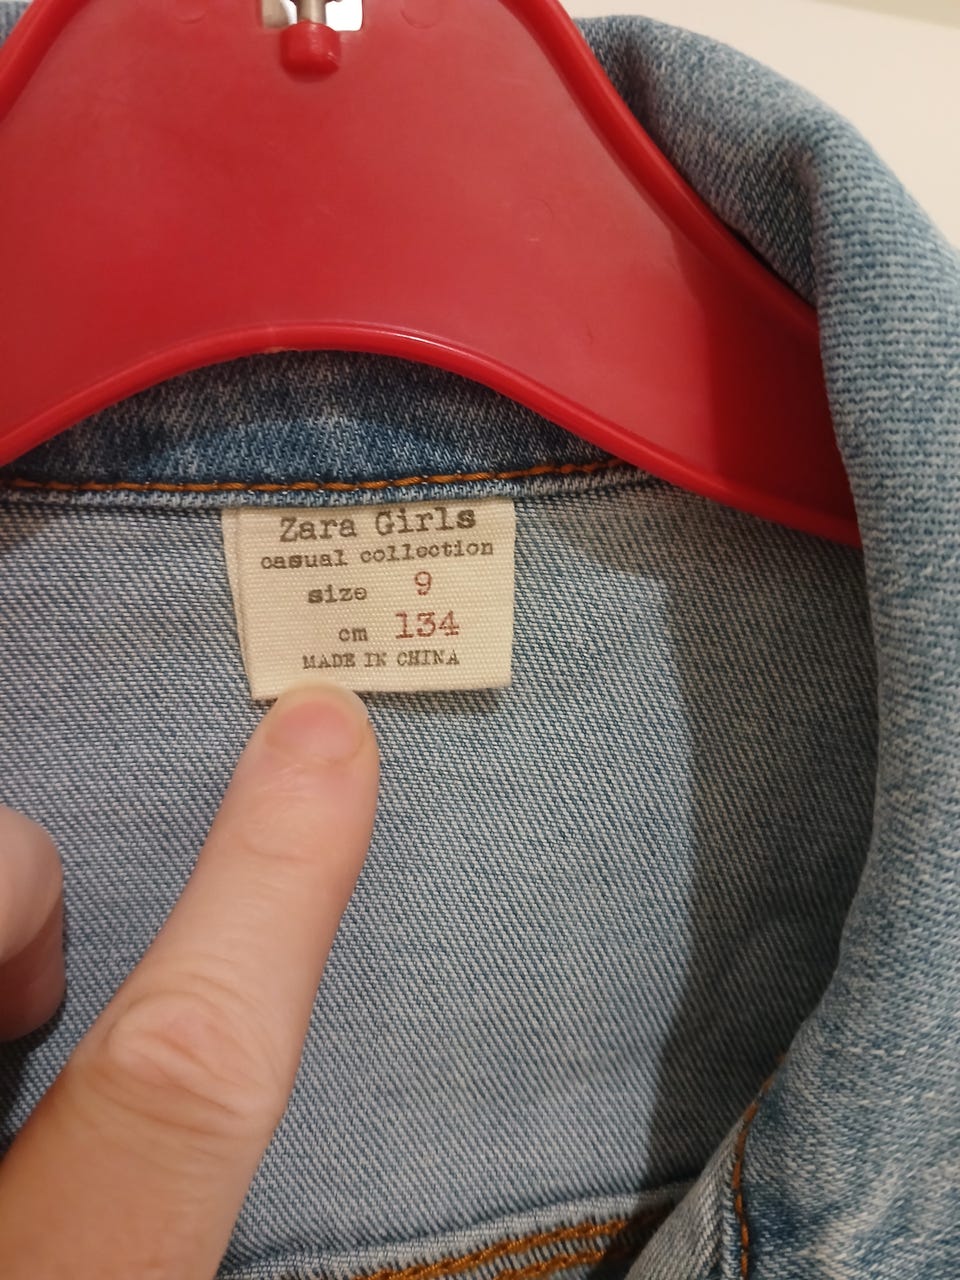 Zara Girls
casual collection
size 9
cm 134
MADE IN CHINA